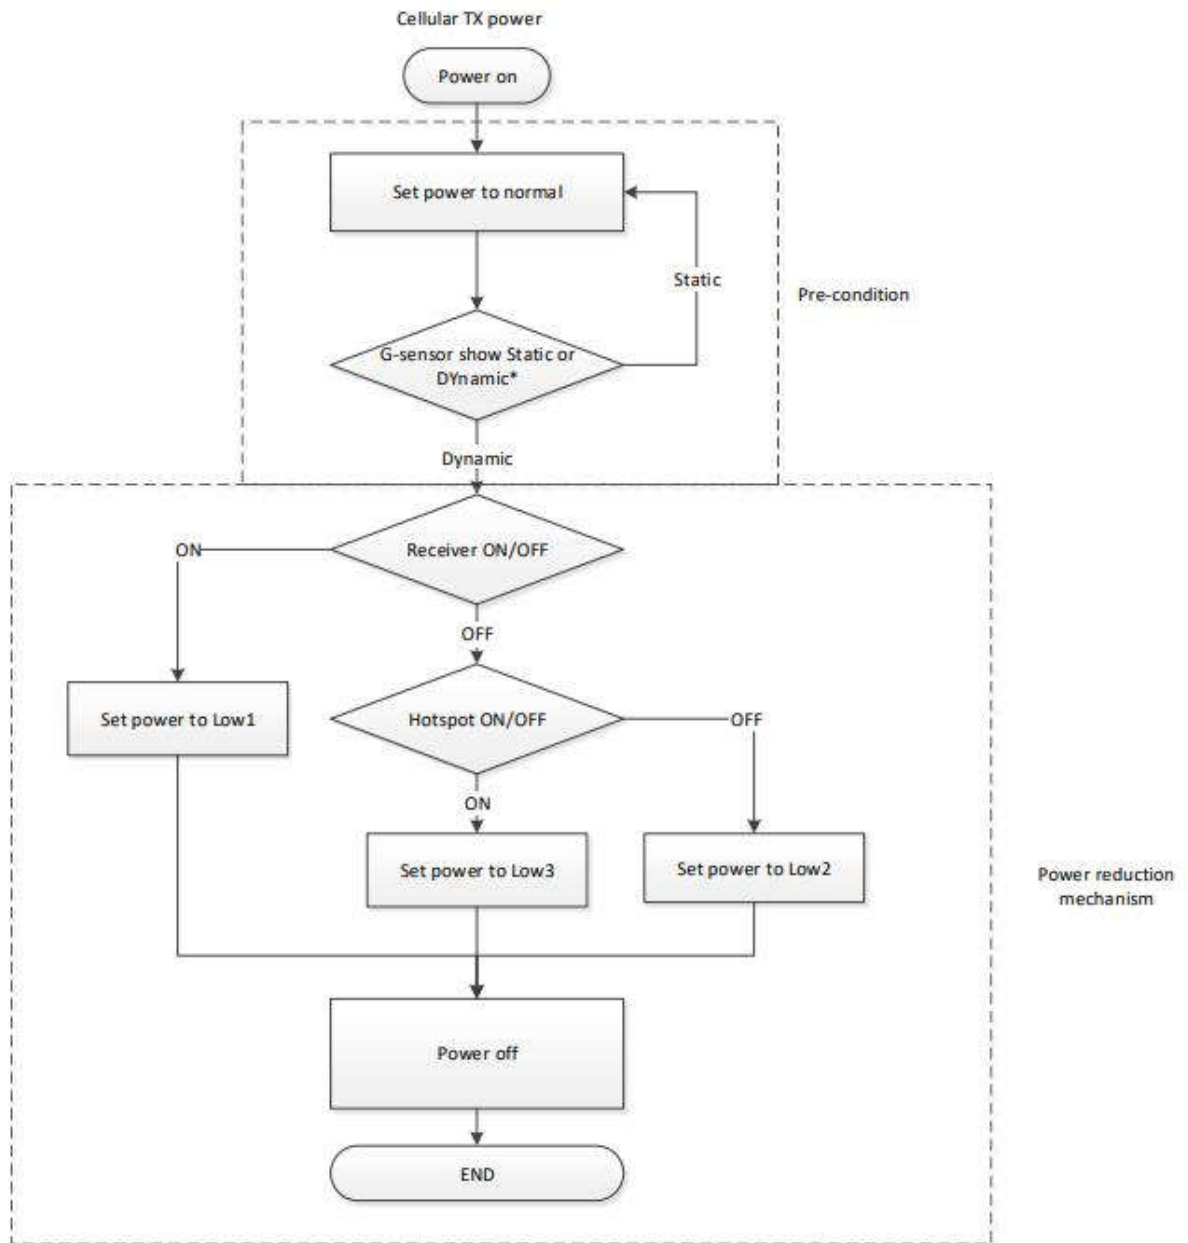 Cellular TX power
Power on
Set power to normal
Static
Pre-condition
G-sensor show Static or
DYnamic*
Dynamic
Receiver ON/OFF
ON
OFF
Set power to Low1
Hotspot ON/OFF
OFF
ON
Set power to Low3
Set power to Low2
Power reduction
mechanism
Power off
END